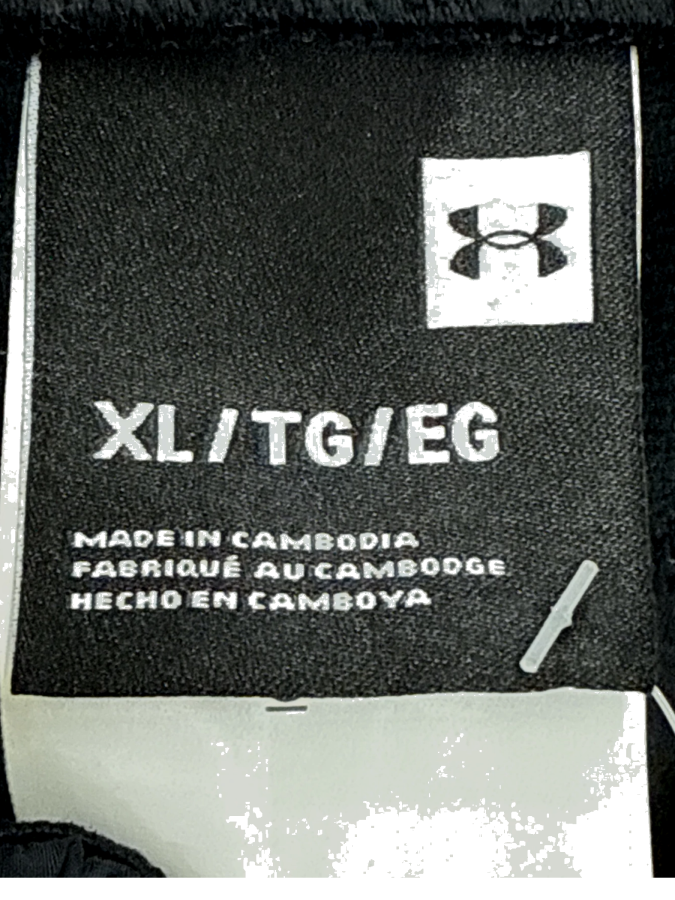 XL/TG/EG
MADE IN CAMBODIA
FABRIQUÉ AU CAMBODGE
HECHO EN CAMBOYA